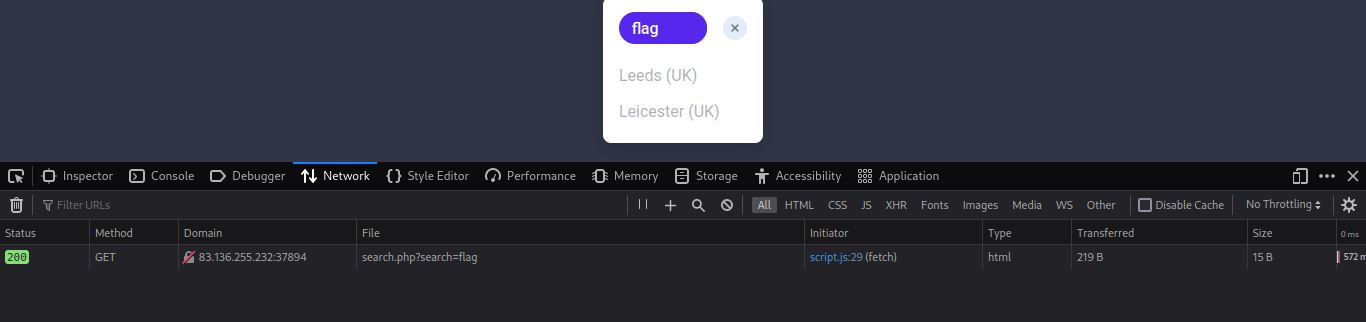 flag
Leeds (UK)
Leicester (UK)
Inspector Console Debugger Network Style Editor Performance Memory Storage Accessibility Application
Filter URLs All HTML CSS JS XHR Fonts Images Media WS Other Disable Cache No Throttling
Status Method Domain File Initiator Type Transferred Size 0 ms
200 GET 83.136.255.232:37894 search.php?search=flag script.js:29 (fetch) html 219 B 15 B 572 m